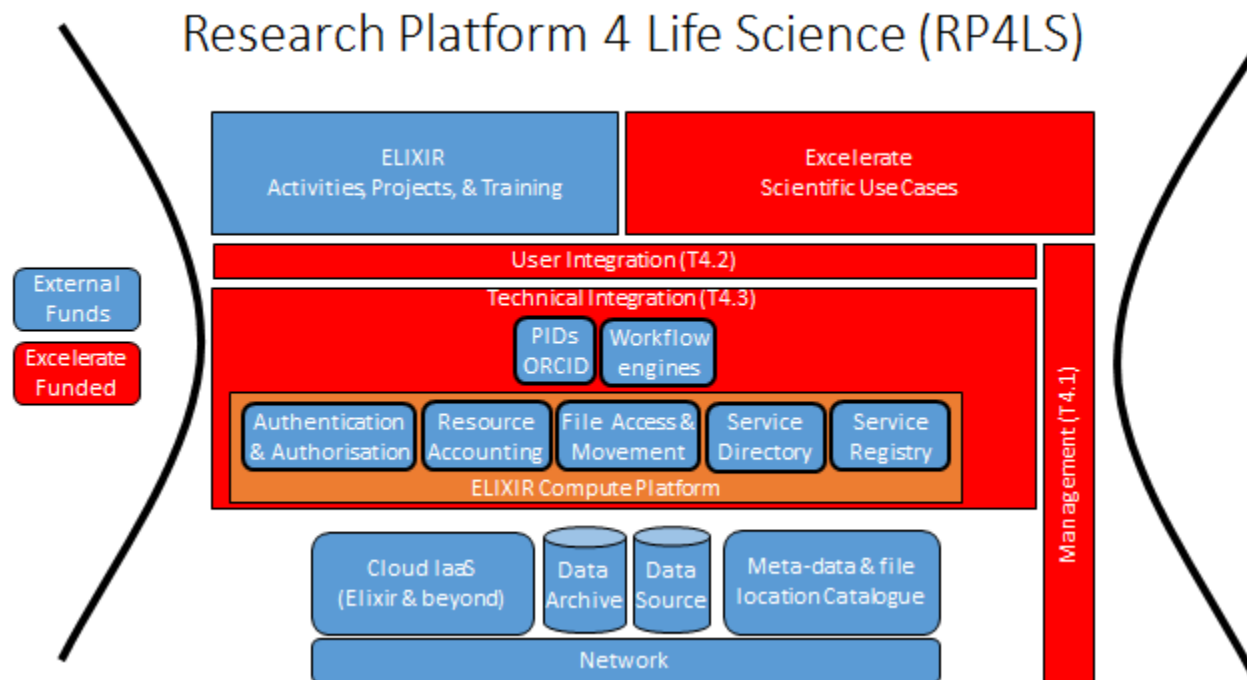 Research Platform 4 Life Science (RP4LS)
ELIXIR
Activities, Projects, & Training
Excelerate
Scientific Use Cases
External
Funds
Excelerate
Funded
User Integration (T4.2)
Technical Integration (T4.3)
PIDs
ORCID
Workflow
engines
Authentication
& Authorisation
Resource
Accounting
File Access &
Movement
Service
Directory
Service
Registry
ELIXIR Compute Platform
Management (T4.1)
Cloud IaaS
(Elixir & beyond)
Data
Archive
Data
Source
Meta-data & file
location Catalogue
Network